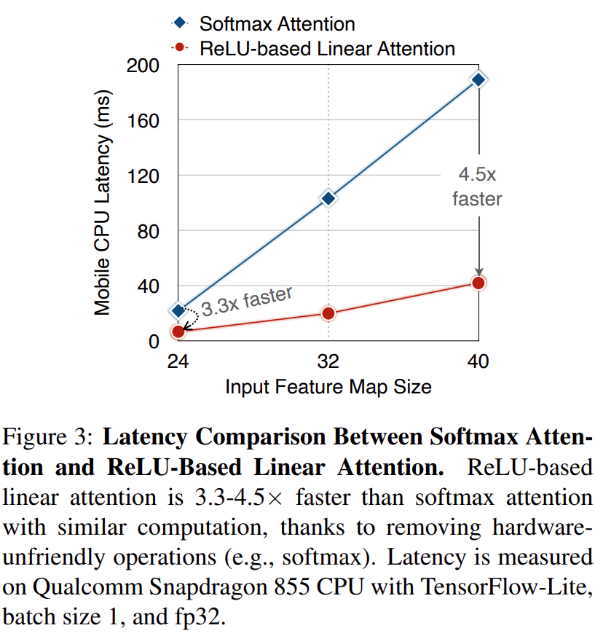 Softmax Attention
ReLU-based Linear Attention
Mobile CPU Latency (ms)
200
160
120
80
40
0
4.5x
faster
3.3x faster
24
32
40
Input Feature Map Size
Figure 3: Latency Comparison Between Softmax Atten-
tion and ReLU-Based Linear Attention. ReLU-based
linear attention is 3.3-4.5× faster than softmax attention
with similar computation, thanks to removing hardware-
unfriendly operations (e.g., softmax). Latency is measured
on Qualcomm Snapdragon 855 CPU with TensorFlow-Lite,
batch size 1, and fp32.